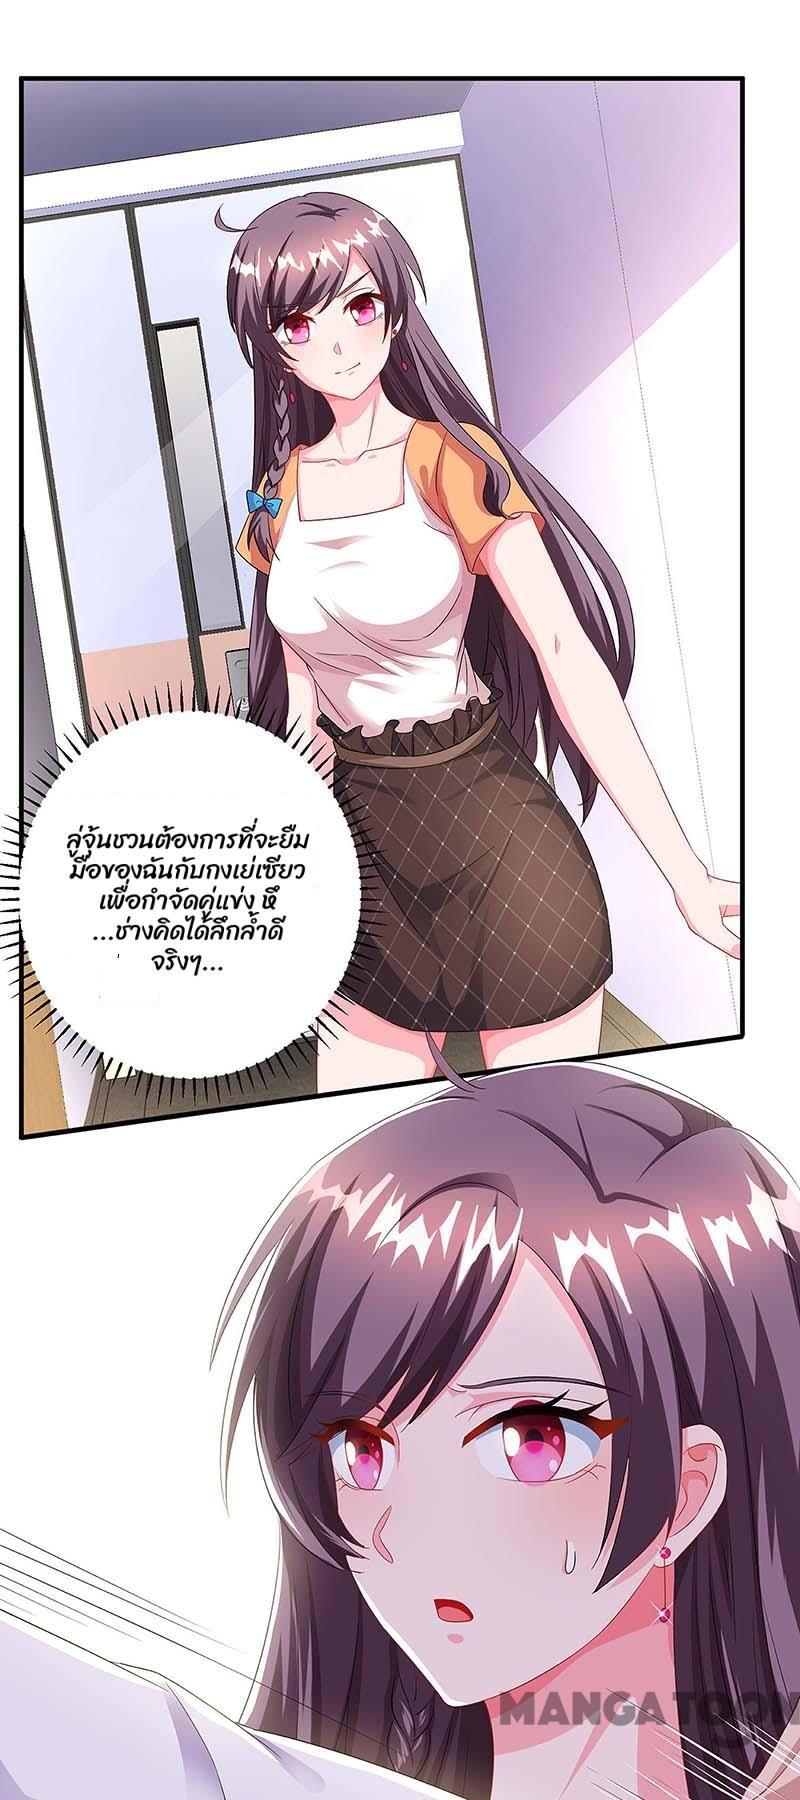 ลู่จุ้นชวนต้องการที่จะยืม
มือของฉันกับกงเย่เซียว
เพื่อกำจัดคู่แข่ง หึ
...ช่างคิดได้ลึกล้ำดี
จริงๆ...
MANGATOON